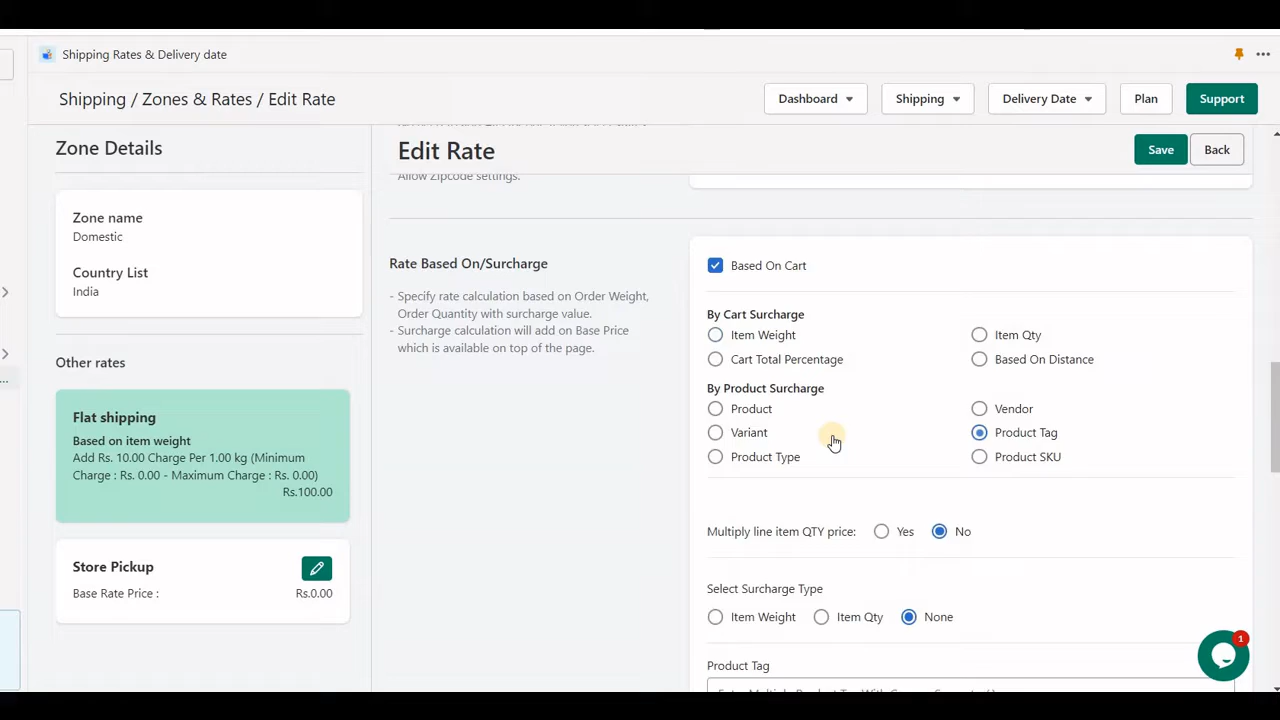 Shipping Rates & Delivery date
Shipping / Zones & Rates / Edit Rate
Dashboard
Shipping
Delivery Date
Plan
Support
Zone Details
Edit Rate
Save
Back
Allow Zipcode settings.
Zone name
Domestic
Country List
India
Other rates
Flat shipping
Based on item weight
Add Rs. 10.00 Charge Per 1.00 kg (Minimum
Charge : Rs. 0.00 - Maximum Charge : Rs. 0.00)
Rs.100.00
Store Pickup
Base Rate Price :
Rs.0.00
Rate Based On/Surcharge
- Specify rate calculation based on Order Weight,
Order Quantity with surcharge value.
- Surcharge calculation will add on Base Price
which is available on top of the page.
Based On Cart
By Cart Surcharge
Item Weight
Item Qty
Cart Total Percentage
Based On Distance
By Product Surcharge
Product
Vendor
Variant
Product Tag
Product Type
Product SKU
Multiply line item QTY price:
Yes
No
Select Surcharge Type
Item Weight
Item Qty
None
Product Tag
1